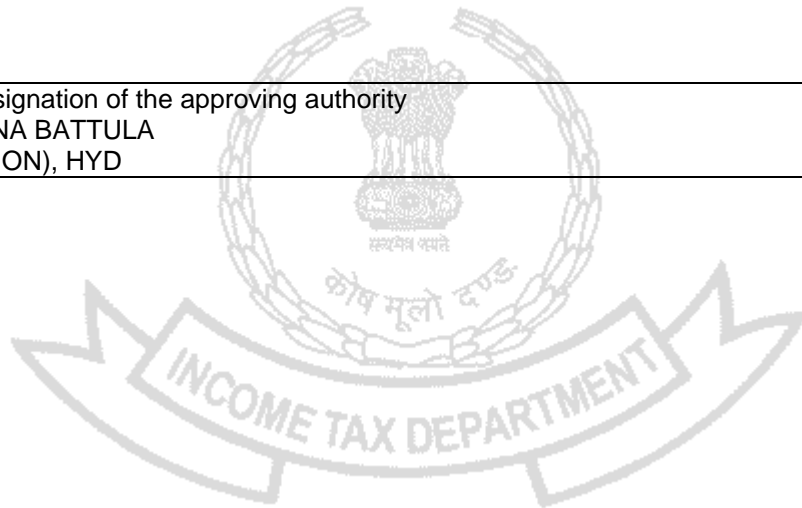 signation of the approving authority
NA BATTULA
ON), HYD
सत्यमेव जयते
कोष मूलो दण्ड:
INCOME TAX DEPARTMENT